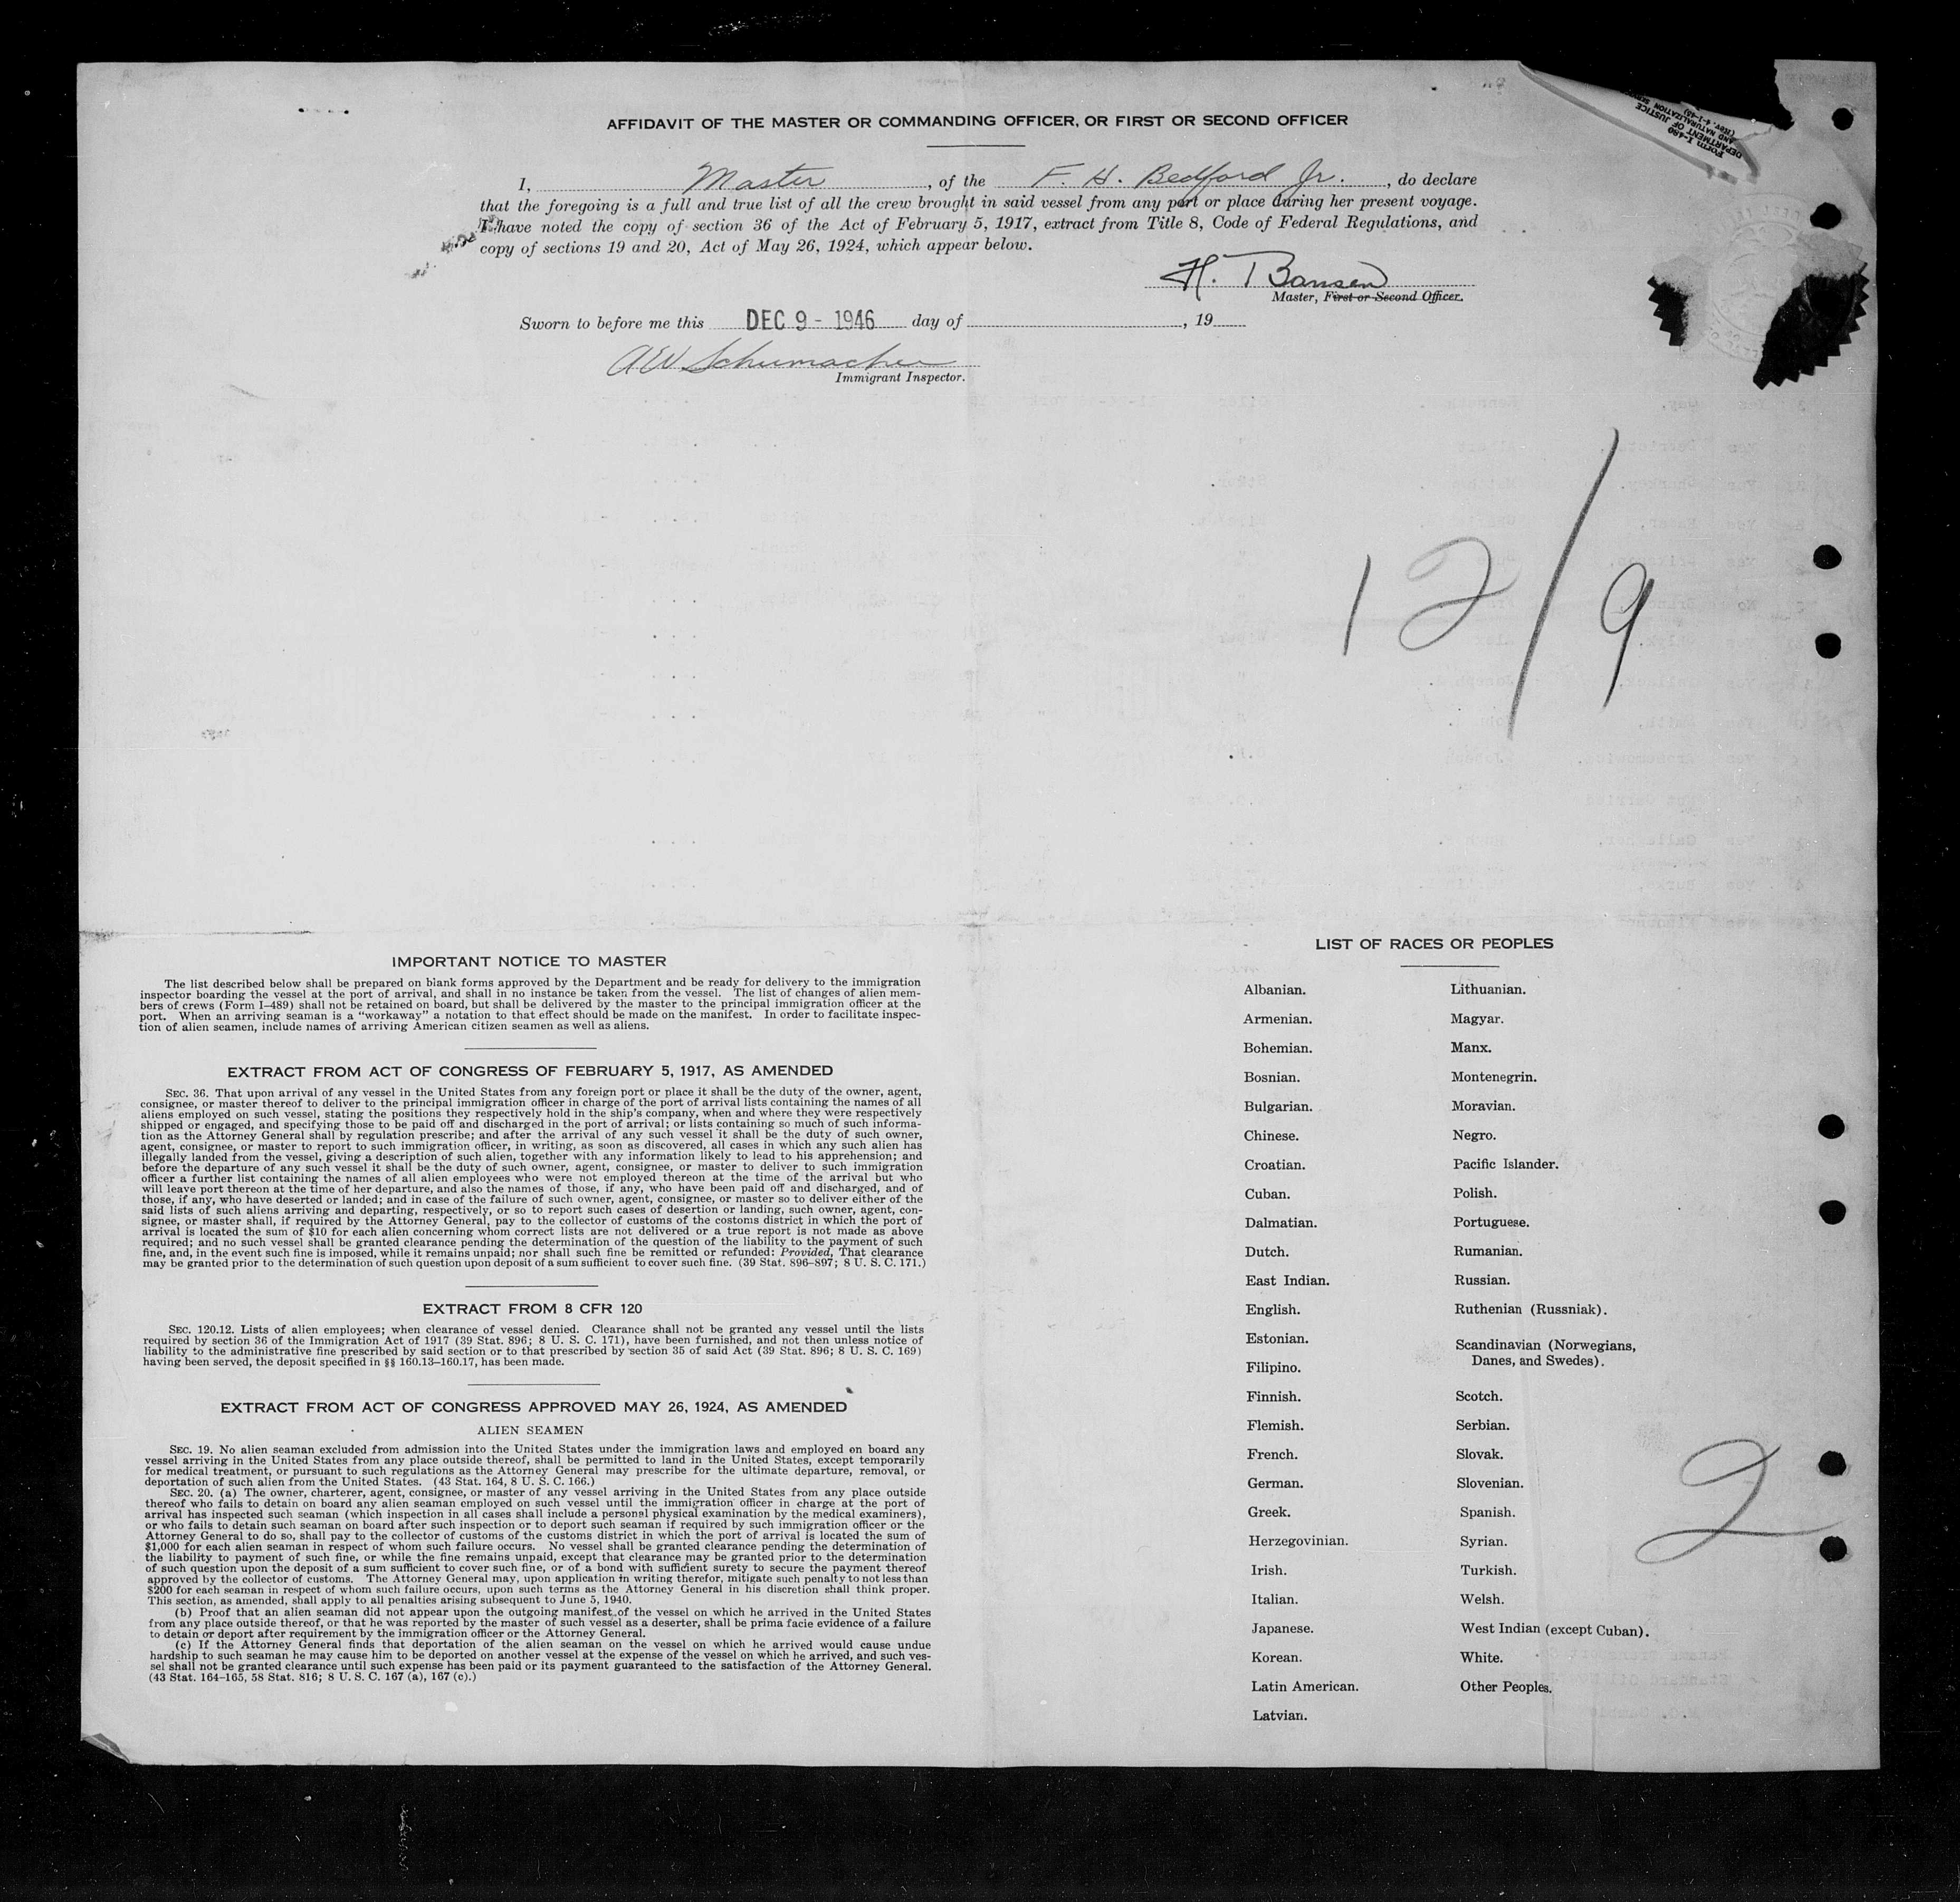 Form I-480
DEPARTMENT OF JUSTICE
AFFIDAVIT OF THE MASTER OR COMMANDING OFFICER, OR FIRST OR SECOND OFFICER
I, Master, of the F. H. Bedford Jr., do declare
that the foregoing is a full and true list of all the crew brought in said vessel from any port or place during her present voyage.
I have noted the copy of section 36 of the Act of February 5, 1917, extract from Title 8, Code of Federal Regulations, and
copy of sections 19 and 20, Act of May 26, 1924, which appear below.
H. Bansen
Master, First or Second Officer.
Sworn to before me this DEC 9 - 1946 day of , 19
A E W Schumacher
Immigrant Inspector.
12/9
IMPORTANT NOTICE TO MASTER
The list described below shall be prepared on blank forms approved by the Department and be ready for delivery to the immigration
inspector boarding the vessel at the port of arrival, and shall in no instance be taken from the vessel. The list of changes of alien mem-
bers of crews (Form I–489) shall not be retained on board, but shall be delivered by the master to the principal immigration officer at the
port. When an arriving seaman is a “workaway” a notation to that effect should be made on the manifest. In order to facilitate inspec-
tion of alien seamen, include names of arriving American citizen seamen as well as aliens.
EXTRACT FROM ACT OF CONGRESS OF FEBRUARY 5, 1917, AS AMENDED
SEC. 36. That upon arrival of any vessel in the United States from any foreign port or place it shall be the duty of the owner, agent,
consignee, or master thereof to deliver to the principal immigration officer in charge of the port of arrival lists containing the names of all
aliens employed on such vessel, stating the positions they respectively hold in the ship's company, when and where they were respectively
shipped or engaged, and specifying those to be paid off and discharged in the port of arrival; or lists containing so much of such informa-
tion as the Attorney General shall by regulation prescribe; and after the arrival of any such vessel it shall be the duty of such owner,
agent, consignee, or master to report to such immigration officer, in writing, as soon as discovered, all cases in which any such alien has
illegally landed from the vessel, giving a description of such alien, together with any information likely to lead to his apprehension; and
before the departure of any such vessel it shall be the duty of such owner, agent, consignee, or master to deliver to such immigration
officer a further list containing the names of all alien employees who were not employed thereon at the time of the arrival but who
will leave port thereon at the time of her departure, and also the names of those, if any, who have been paid off and discharged, and of
those, if any, who have deserted or landed; and in case of the failure of such owner, agent, consignee, or master so to deliver either of the
said lists of such aliens arriving and departing, respectively, or so to report such cases of desertion or landing, such owner, agent, con-
signee, or master shall, if required by the Attorney General, pay to the collector of customs of the costoms district in which the port of
arrival is located the sum of $10 for each alien concerning whom correct lists are not delivered or a true report is not made as above
required; and no such vessel shall be granted clearance pending the determination of the question of the liability to the payment of such
fine, and, in the event such fine is imposed, while it remains unpaid; nor shall such fine be remitted or refunded: Provided, That clearance
may be granted prior to the determination of such question upon deposit of a sum sufficient to cover such fine. (39 Stat. 896–897; 8 U. S. C. 171.)
EXTRACT FROM 8 CFR 120
SEC. 120.12. Lists of alien employees; when clearance of vessel denied. Clearance shall not be granted any vessel until the lists
required by section 36 of the Immigration Act of 1917 (39 Stat. 896; 8 U. S. C. 171), have been furnished, and not then unless notice of
liability to the administrative fine prescribed by said section or to that prescribed by section 35 of said Act (39 Stat. 896; 8 U. S. C. 169)
having been served, the deposit specified in §§ 160.13–160.17, has been made.
EXTRACT FROM ACT OF CONGRESS APPROVED MAY 26, 1924, AS AMENDED
ALIEN SEAMEN
SEC. 19. No alien seaman excluded from admission into the United States under the immigration laws and employed on board any
vessel arriving in the United States from any place outside thereof, shall be permitted to land in the United States, except temporarily
for medical treatment, or pursuant to such regulations as the Attorney General may prescribe for the ultimate departure, removal, or
deportation of such alien from the United States. (43 Stat. 164, 8 U. S. C. 166.)
SEC. 20. (a) The owner, charterer, agent, consignee, or master of any vessel arriving in the United States from any place outside
thereof who fails to detain on board any alien seaman employed on such vessel until the immigration officer in charge at the port of
arrival has inspected such seaman (which inspection in all cases shall include a personal physical examination by the medical examiners),
or who fails to detain such seaman on board after such inspection or to deport such seaman if required by such immigration officer or the
Attorney General to do so, shall pay to the collector of customs of the customs district in which the port of arrival is located the sum of
$1,000 for each alien seaman in respect of whom such failure occurs. No vessel shall be granted clearance pending the determination of
the liability to payment of such fine, or while the fine remains unpaid, except that clearance may be granted prior to the determination
of such question upon the deposit of a sum sufficient to cover such fine, or of a bond with sufficient surety to secure the payment thereof
approved by the collector of customs. The Attorney General may, upon application in writing therefor, mitigate such penalty to not less than
$200 for each seaman in respect of whom such failure occurs, upon such terms as the Attorney General in his discretion shall think proper.
This section, as amended, shall apply to all penalties arising subsequent to June 5, 1940.
(b) Proof that an alien seaman did not appear upon the outgoing manifest of the vessel on which he arrived in the United States
from any place outside thereof, or that he was reported by the master of such vessel as a deserter, shall be prima facie evidence of a failure
to detain or deport after requirement by the immigration officer or the Attorney General.
(c) If the Attorney General finds that deportation of the alien seaman on the vessel on which he arrived would cause undue
hardship to such seaman he may cause him to be deported on another vessel at the expense of the vessel on which he arrived, and such ves-
sel shall not be granted clearance until such expense has been paid or its payment guaranteed to the satisfaction of the Attorney General.
(43 Stat. 164–165, 58 Stat. 816; 8 U. S. C. 167 (a), 167 (c).)
LIST OF RACES OR PEOPLES
Albanian.
Armenian.
Bohemian.
Bosnian.
Bulgarian.
Chinese.
Croatian.
Cuban.
Dalmatian.
Dutch.
East Indian.
English.
Estonian.
Filipino.
Finnish.
Flemish.
French.
German.
Greek.
Herzegovinian.
Irish.
Italian.
Japanese.
Korean.
Latin American.
Latvian.
Lithuanian.
Magyar.
Manx.
Montenegrin.
Moravian.
Negro.
Pacific Islander.
Polish.
Portuguese.
Rumanian.
Russian.
Ruthenian (Russniak).
Scandinavian (Norwegians,
Danes, and Swedes).
Scotch.
Serbian.
Slovak.
Slovenian.
Spanish.
Syrian.
Turkish.
Welsh.
West Indian (except Cuban).
White.
Other Peoples.
2